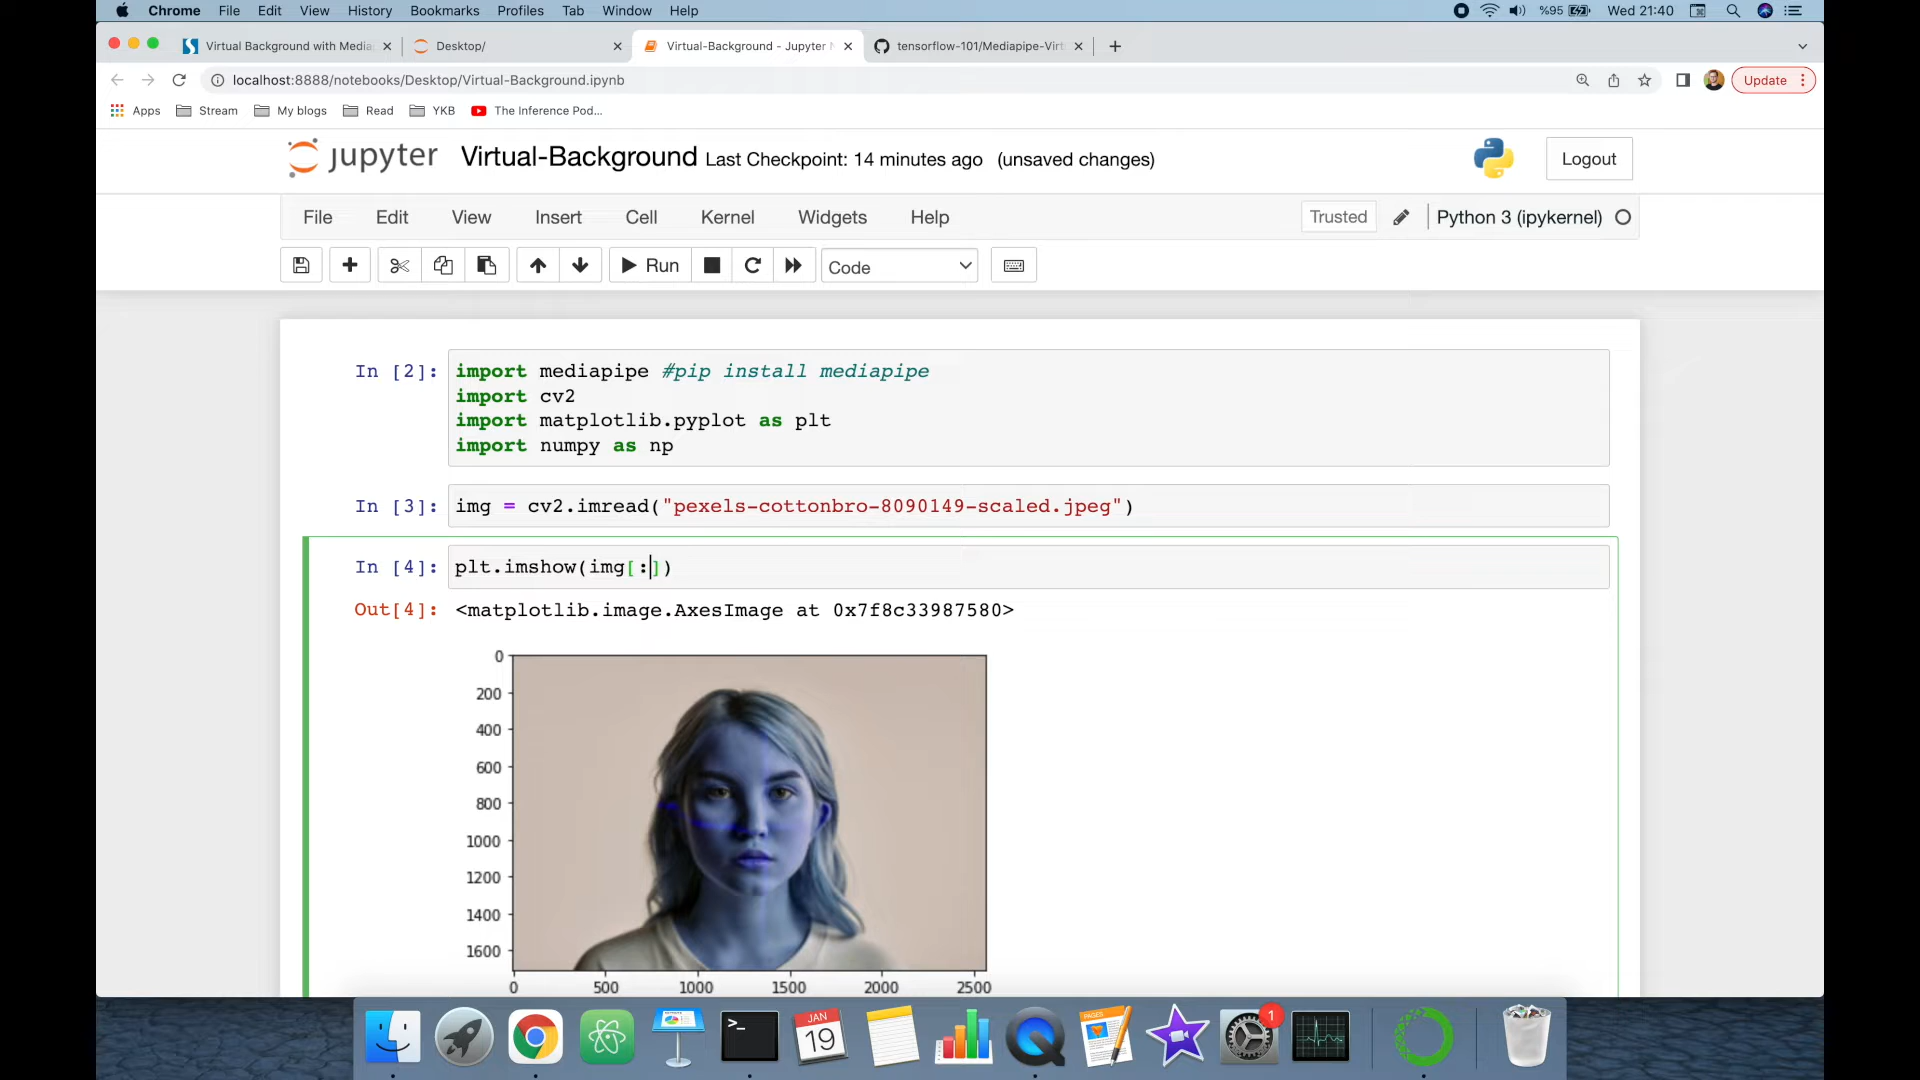 Chrome File Edit View History Bookmarks Profiles Tab Window Help %95 Wed 21:40
Virtual Background with Media Desktop/ Virtual-Background - Jupyter tensorflow-101/Mediapipe-Virt
localhost:8888/notebooks/Desktop/Virtual-Background.ipynb Update
Apps Stream My blogs Read YKB The Inference Pod...
jupyter Virtual-Background Last Checkpoint: 14 minutes ago (unsaved changes) Logout
File Edit View Insert Cell Kernel Widgets Help Trusted Python 3 (ipykernel)
Run Code
In [2]: import mediapipe #pip install mediapipe
import cv2
import matplotlib.pyplot as plt
import numpy as np
In [3]: img = cv2.imread("pexels-cottonbro-8090149-scaled.jpeg")
In [4]: plt.imshow(img[:])
Out[4]: <matplotlib.image.AxesImage at 0x7f8c33987580>
0
200
400
600
800
1000
1200
1400
1600
0 500 1000 1500 2000 2500
>_ JAN PAGES 1
19